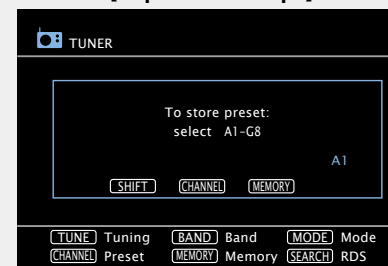 TUNER
To store preset:
select A1-G8
A1
SHIFT CHANNEL MEMORY
TUNE Tuning BAND Band MODE Mode
CHANNEL Preset MEMORY Memory SEARCH RDS